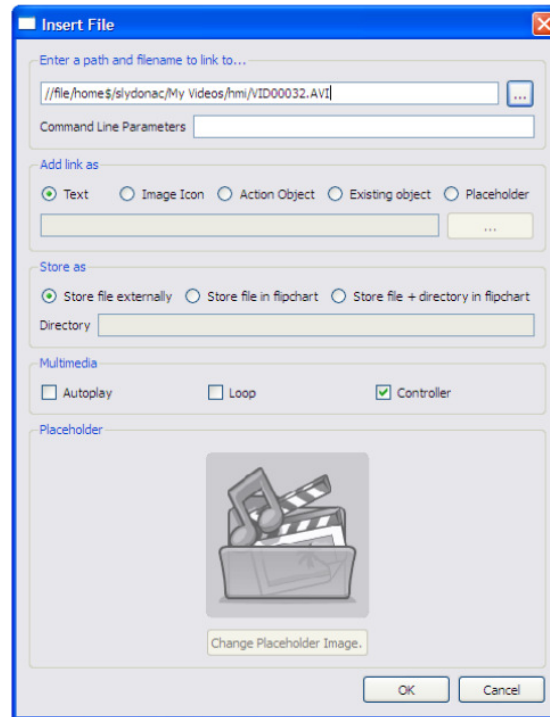 Insert File
Enter a path and filename to link to...
//file/home$/slydonac/My Videos/hmi/VID00032.AVI
...
Command Line Parameters
Add link as
Text Image Icon Action Object Existing object Placeholder
...
Store as
Store file externally Store file in flipchart Store file + directory in flipchart
Directory
Multimedia
Autoplay Loop Controller
Placeholder
Change Placeholder Image.
OK Cancel